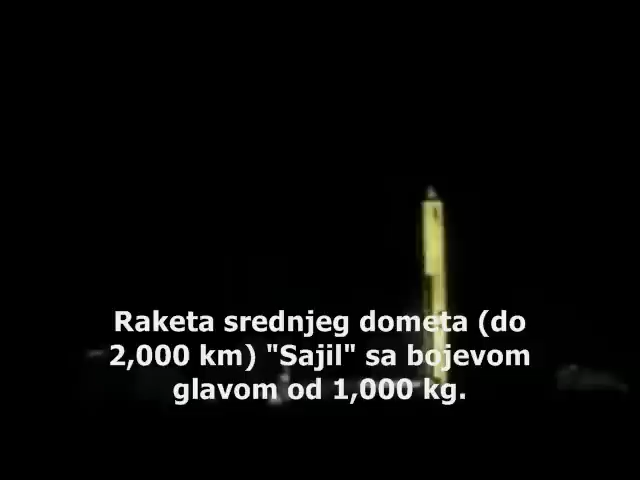 Raketa srednjeg dometa (do
2,000 km) "Sajil" sa bojevom
glavom od 1,000 kg.